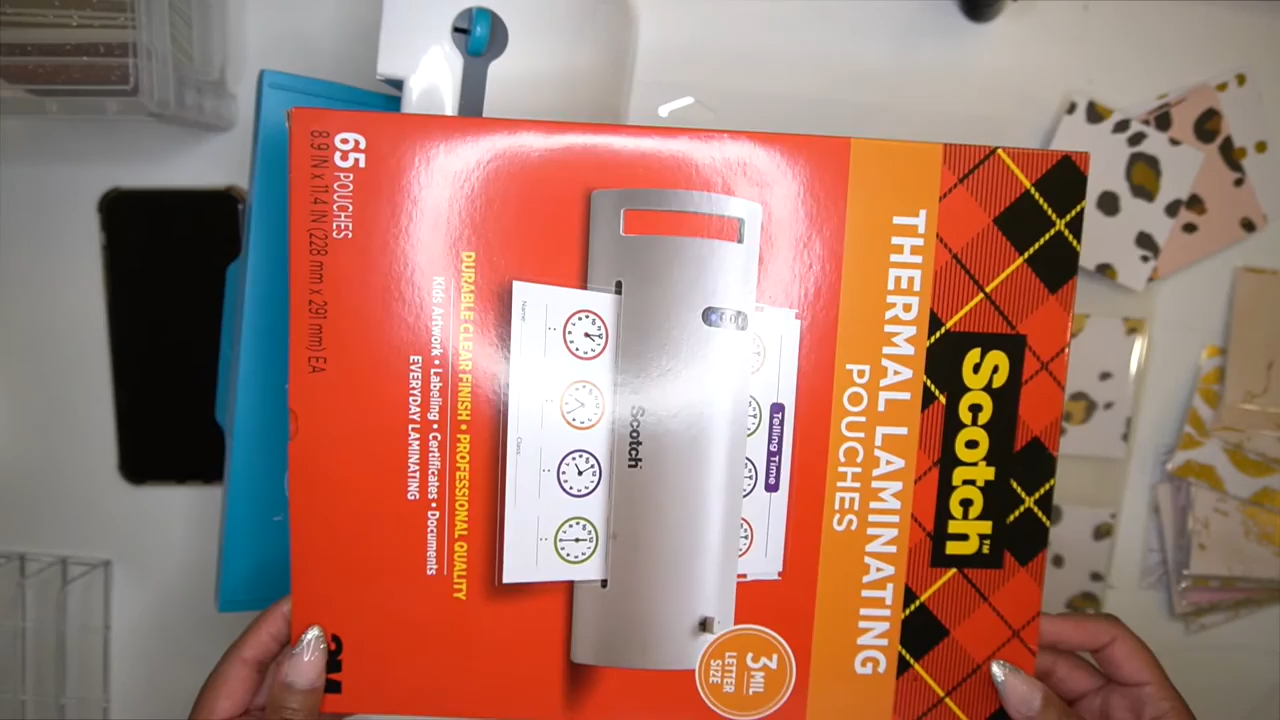 Scotch™
THERMAL LAMINATING
POUCHES
Telling Time
Scotch
Name:
Class:
3 MIL
LETTER
SIZE
DURABLE CLEAR FINISH • PROFESSIONAL QUALITY
Kids Artwork • Labeling • Certificates • Documents
EVERYDAY LAMINATING
65 POUCHES
8.9 IN x 11.4 IN (228 mm x 291 mm) EA
3M